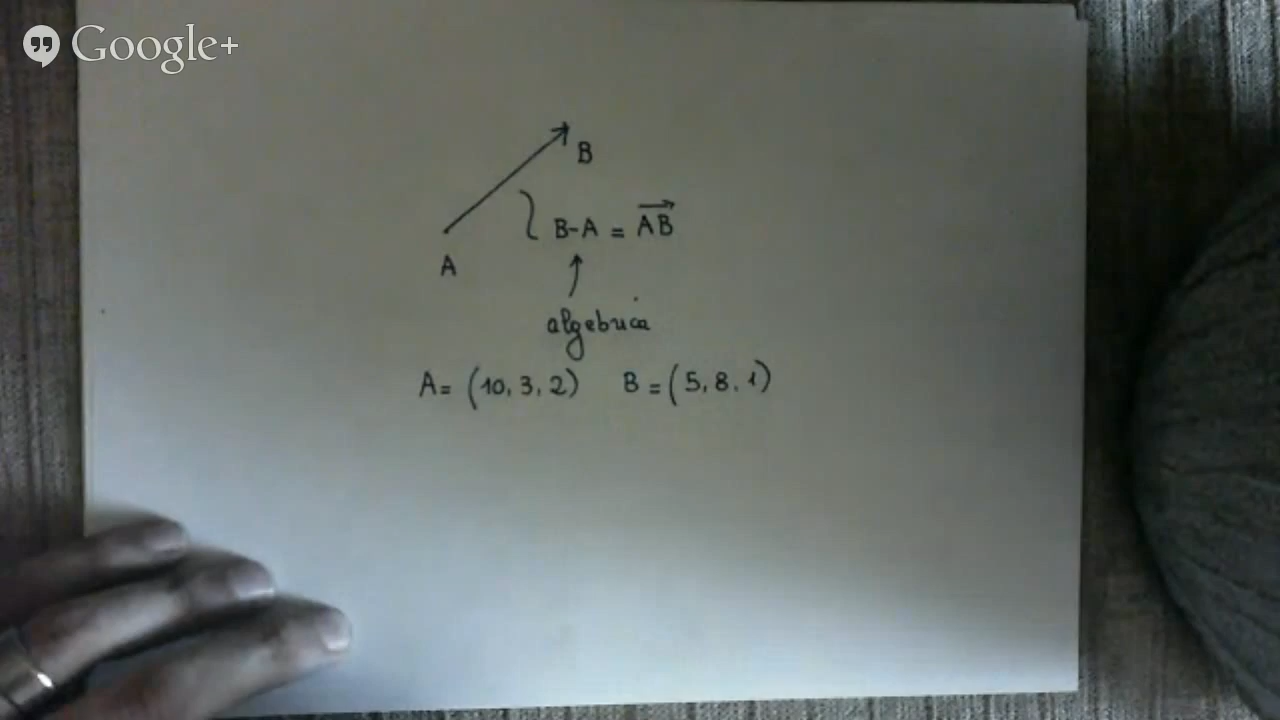 Google+
B
B-A = AB
A
algebrica
A= (10, 3, 2) B = (5, 8, 1)